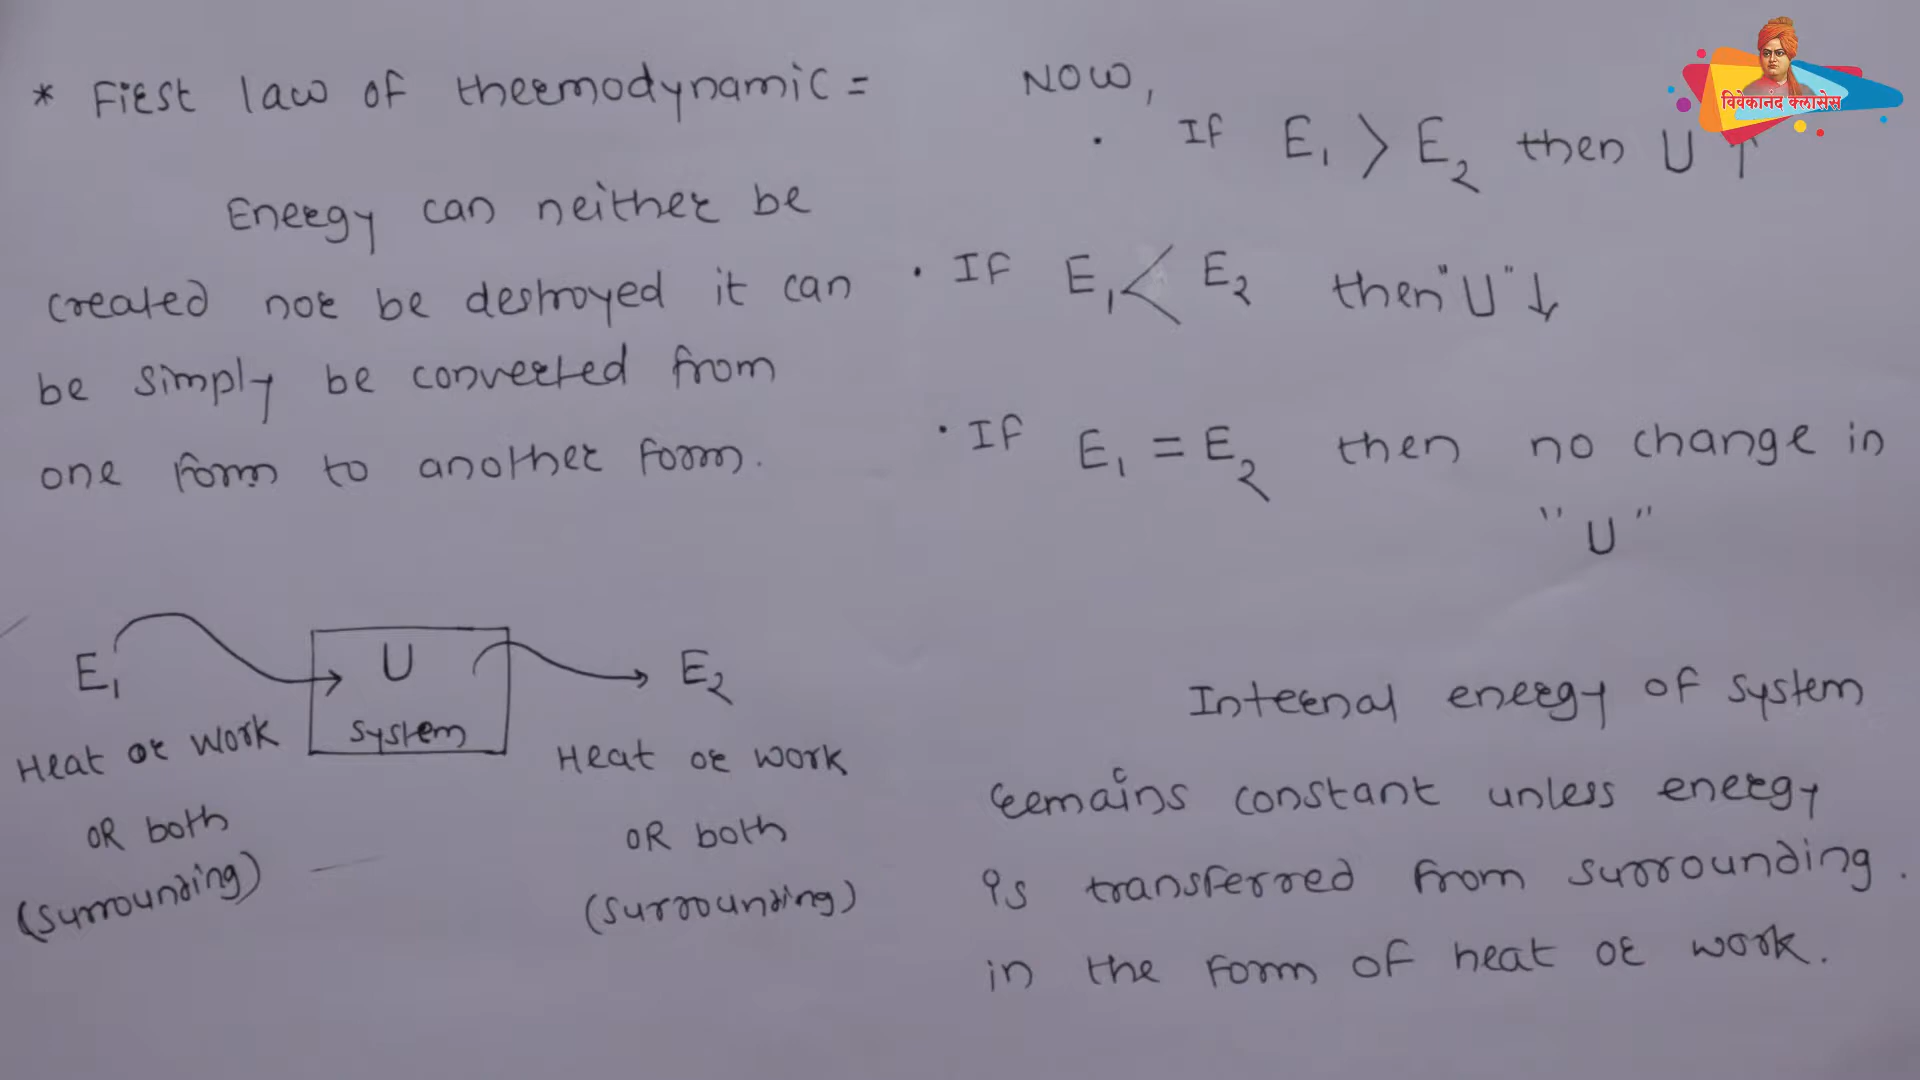 * First law of thermodynamic =
Energy can neither be
created nor be destroyed it can
be simply be converted from
one form to another form.
E1
U
system
E2
Heat or work
OR both
(surrounding)
Heat or work
OR both
(surrounding)
NOW,
. If E1 > E2 then U ↑
. If E1 < E2 then "U" ↓
. If E1 = E2 then no change in
"U"
Internal energy of system
remains constant unless energy
is transferred from surrounding.
in the form of heat or work.
विवेकानंद क्लासेस